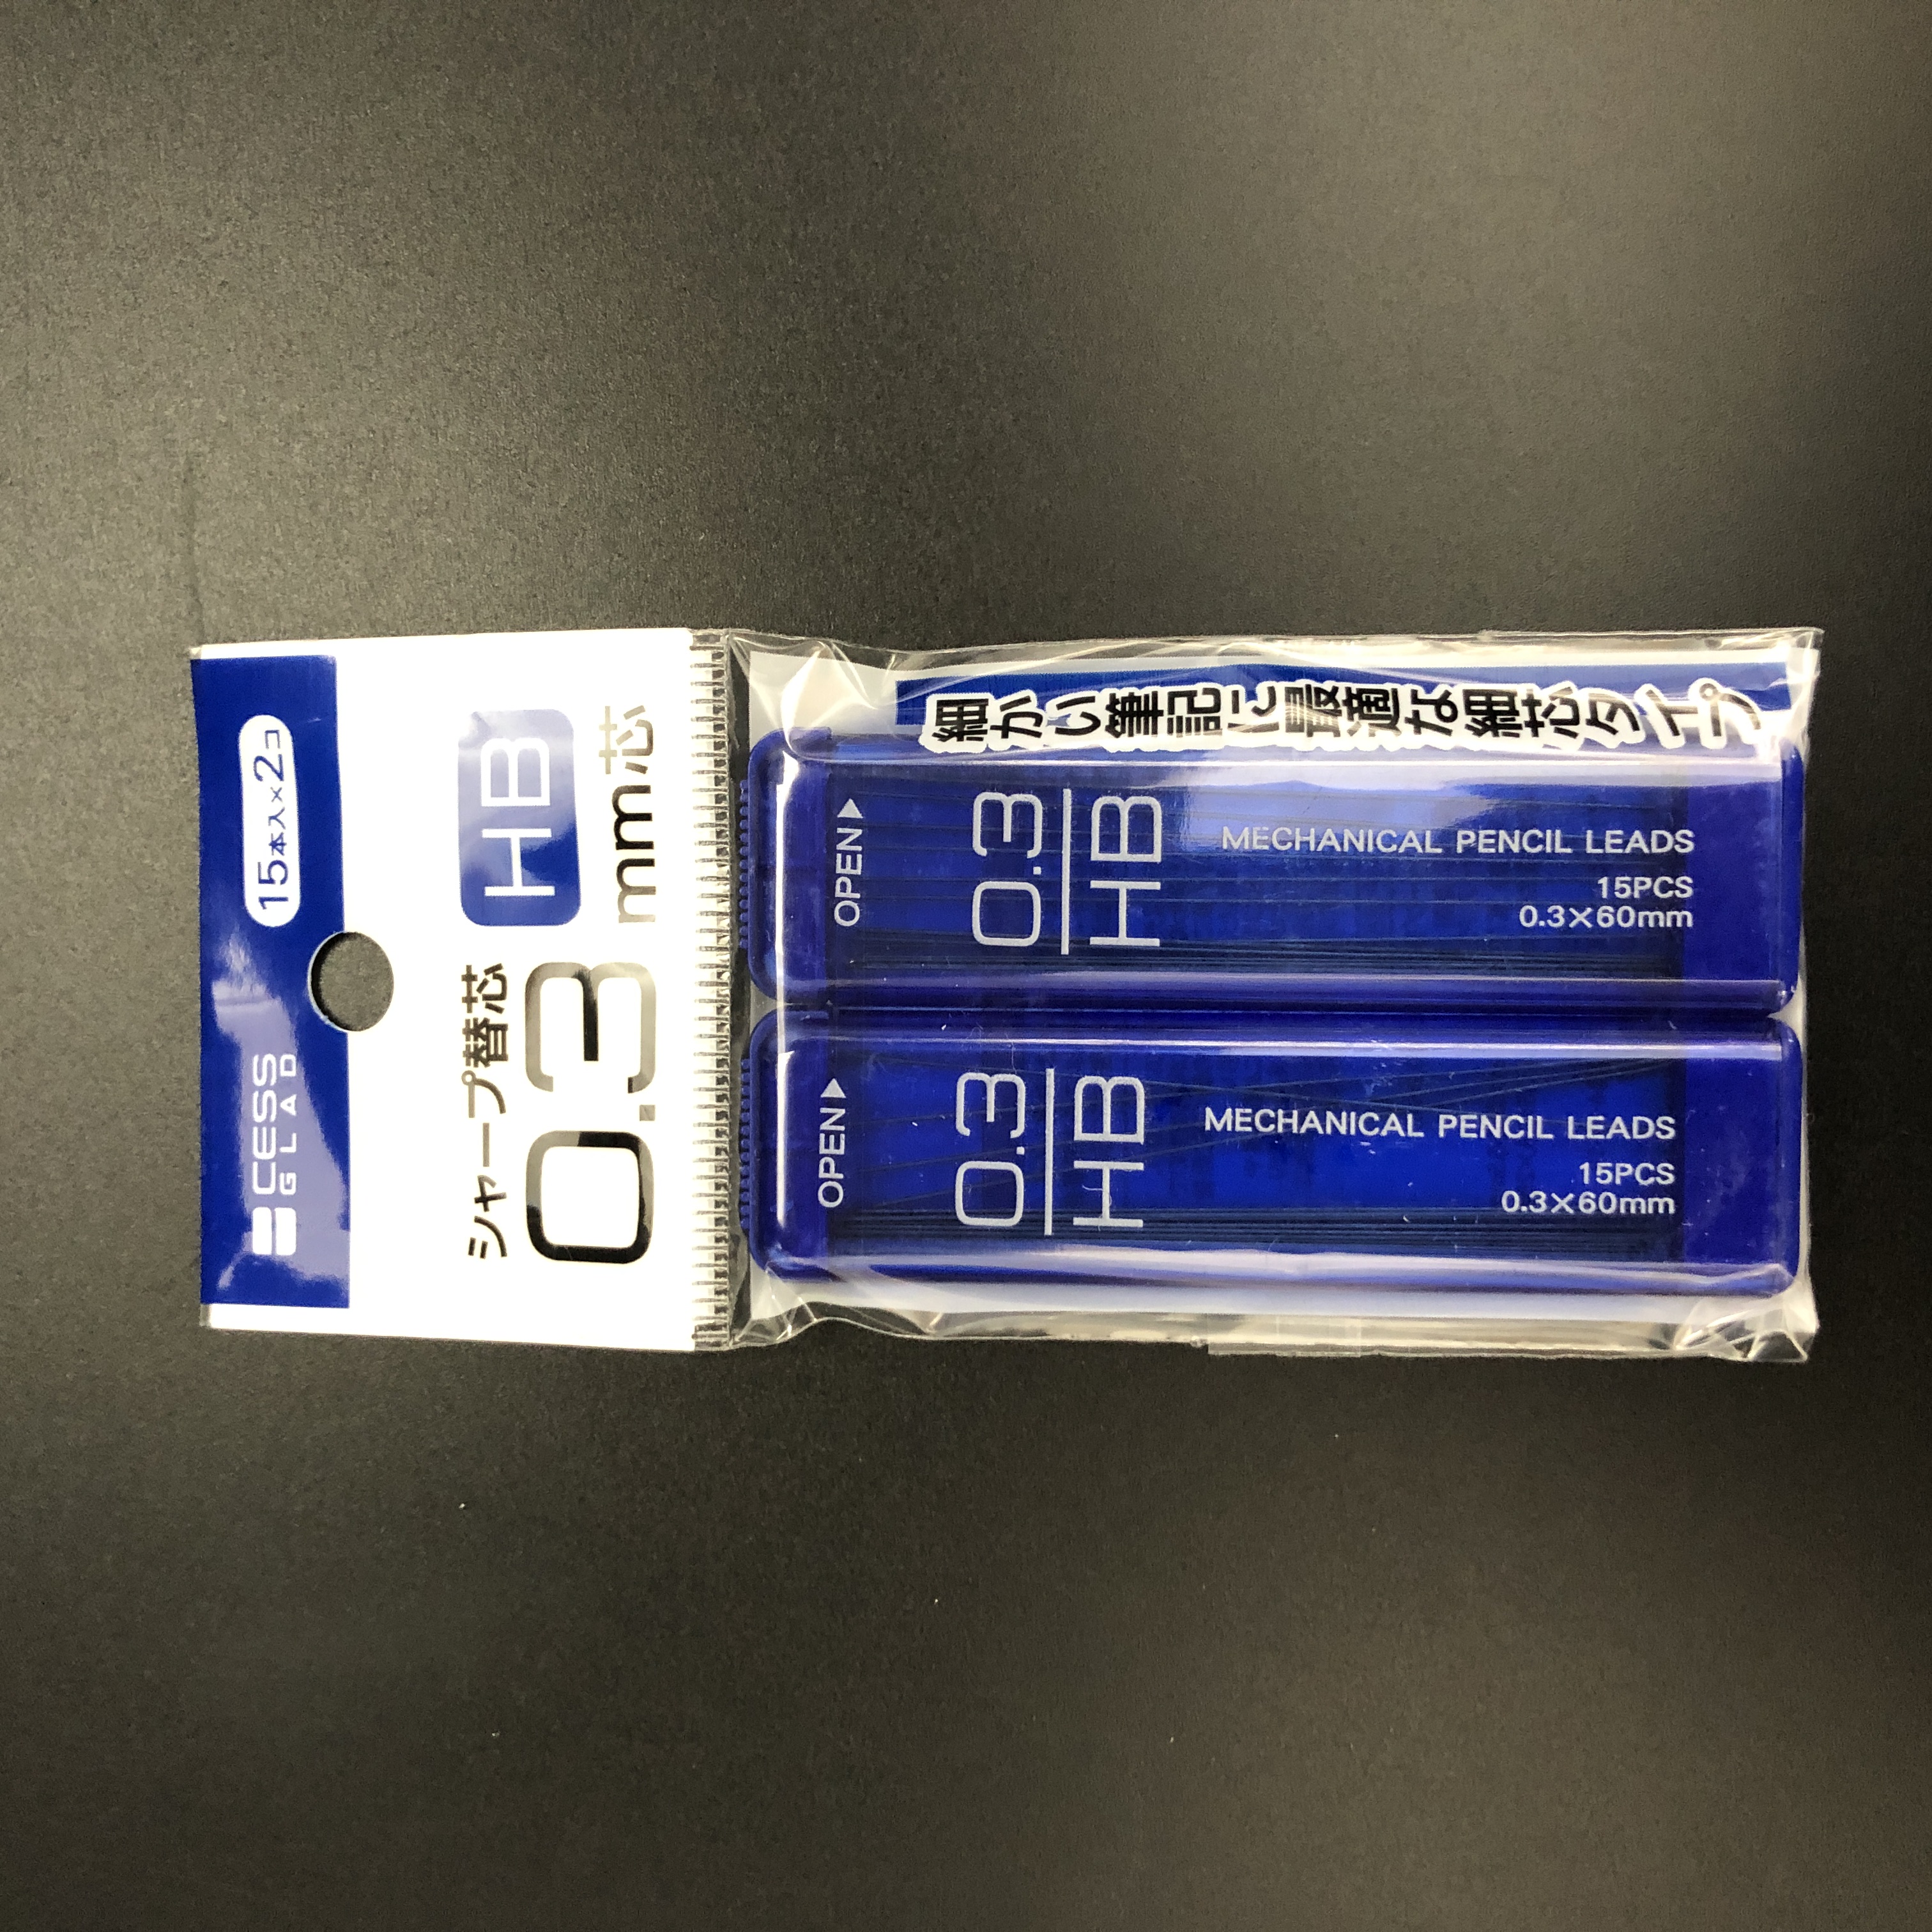 CESS
GLAD
15本入×2コ
シャープ替芯
HB
0.3mm芯
細かい筆記に最適な細芯タイプ
OPEN▶
0.3
HB
MECHANICAL PENCIL LEADS
15PCS
0.3×60mm
OPEN▶
0.3
HB
MECHANICAL PENCIL LEADS
15PCS
0.3×60mm